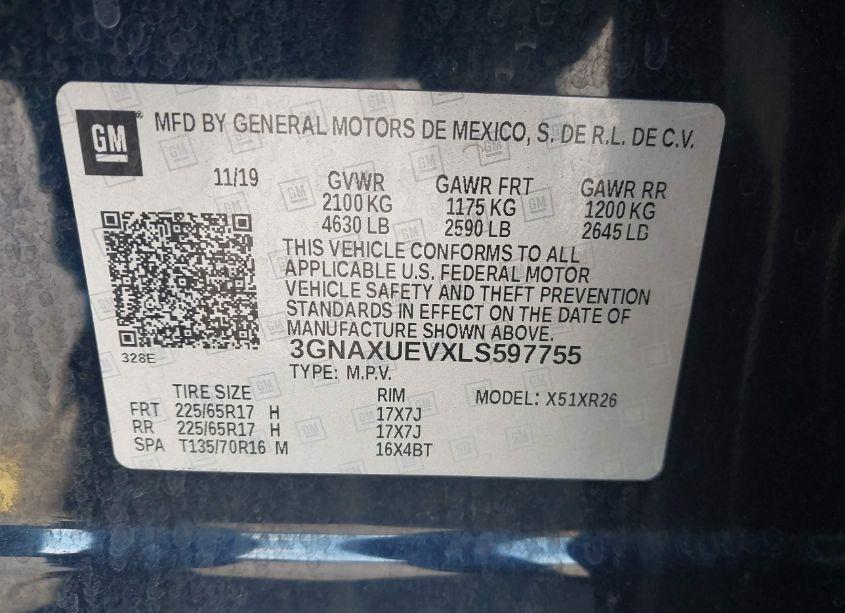 GM MFD BY GENERAL MOTORS DE MEXICO, S. DE R.L. DE C.V.
11/19 GVWR GAWR FRT GAWR RR
2100 KG 1175 KG 1200 KG
4630 LB 2590 LB 2645 LB
THIS VEHICLE CONFORMS TO ALL
APPLICABLE U.S. FEDERAL MOTOR
VEHICLE SAFETY AND THEFT PREVENTION
STANDARDS IN EFFECT ON THE DATE OF
MANUFACTURE SHOWN ABOVE.
328E
3GNAXUEVXLS597755
TYPE: M.P.V.
TIRE SIZE RIM MODEL: X51XR26
FRT 225/65R17 H 17X7J
RR 225/65R17 H 17X7J
SPA T135/70R16 M 16X4BT